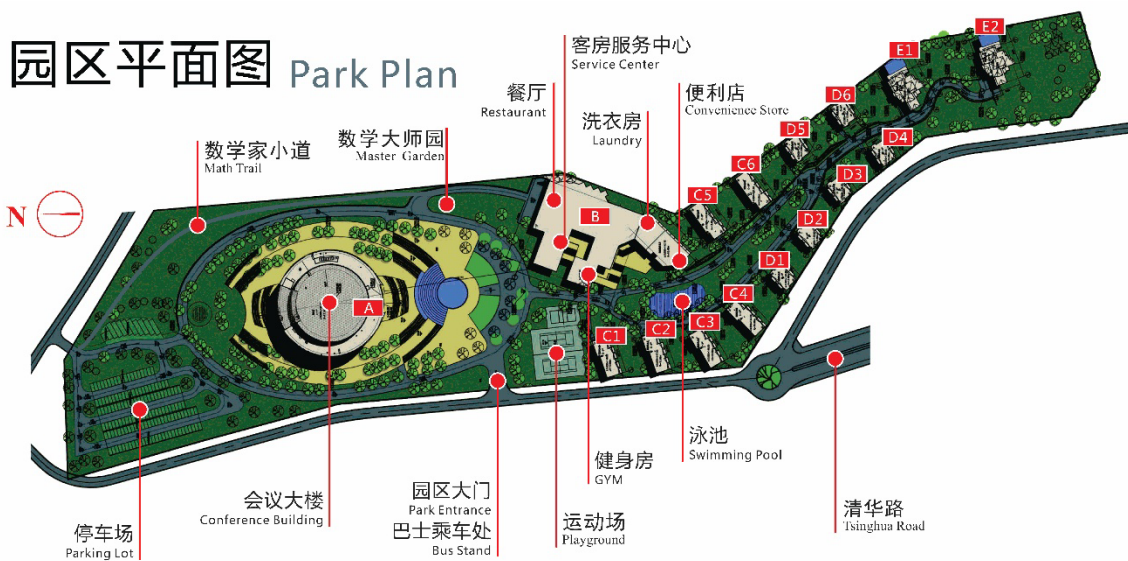 园区平面图 Park Plan
客房服务中心
Service Center
餐厅
Restaurant
便利店
Convenience Store
洗衣房
Laundry
数学家小道
Math Trail
数学大师园
Master Garden
N
E2
E1
D6
D5
D4
C6
D3
C5
B
D2
D1
A
C4
C1
C2
C3
泳池
Swimming Pool
健身房
GYM
会议大楼
Conference Building
园区大门
Park Entrance
巴士乘车处
Bus Stand
运动场
Playground
清华路
Tsinghua Road
停车场
Parking Lot